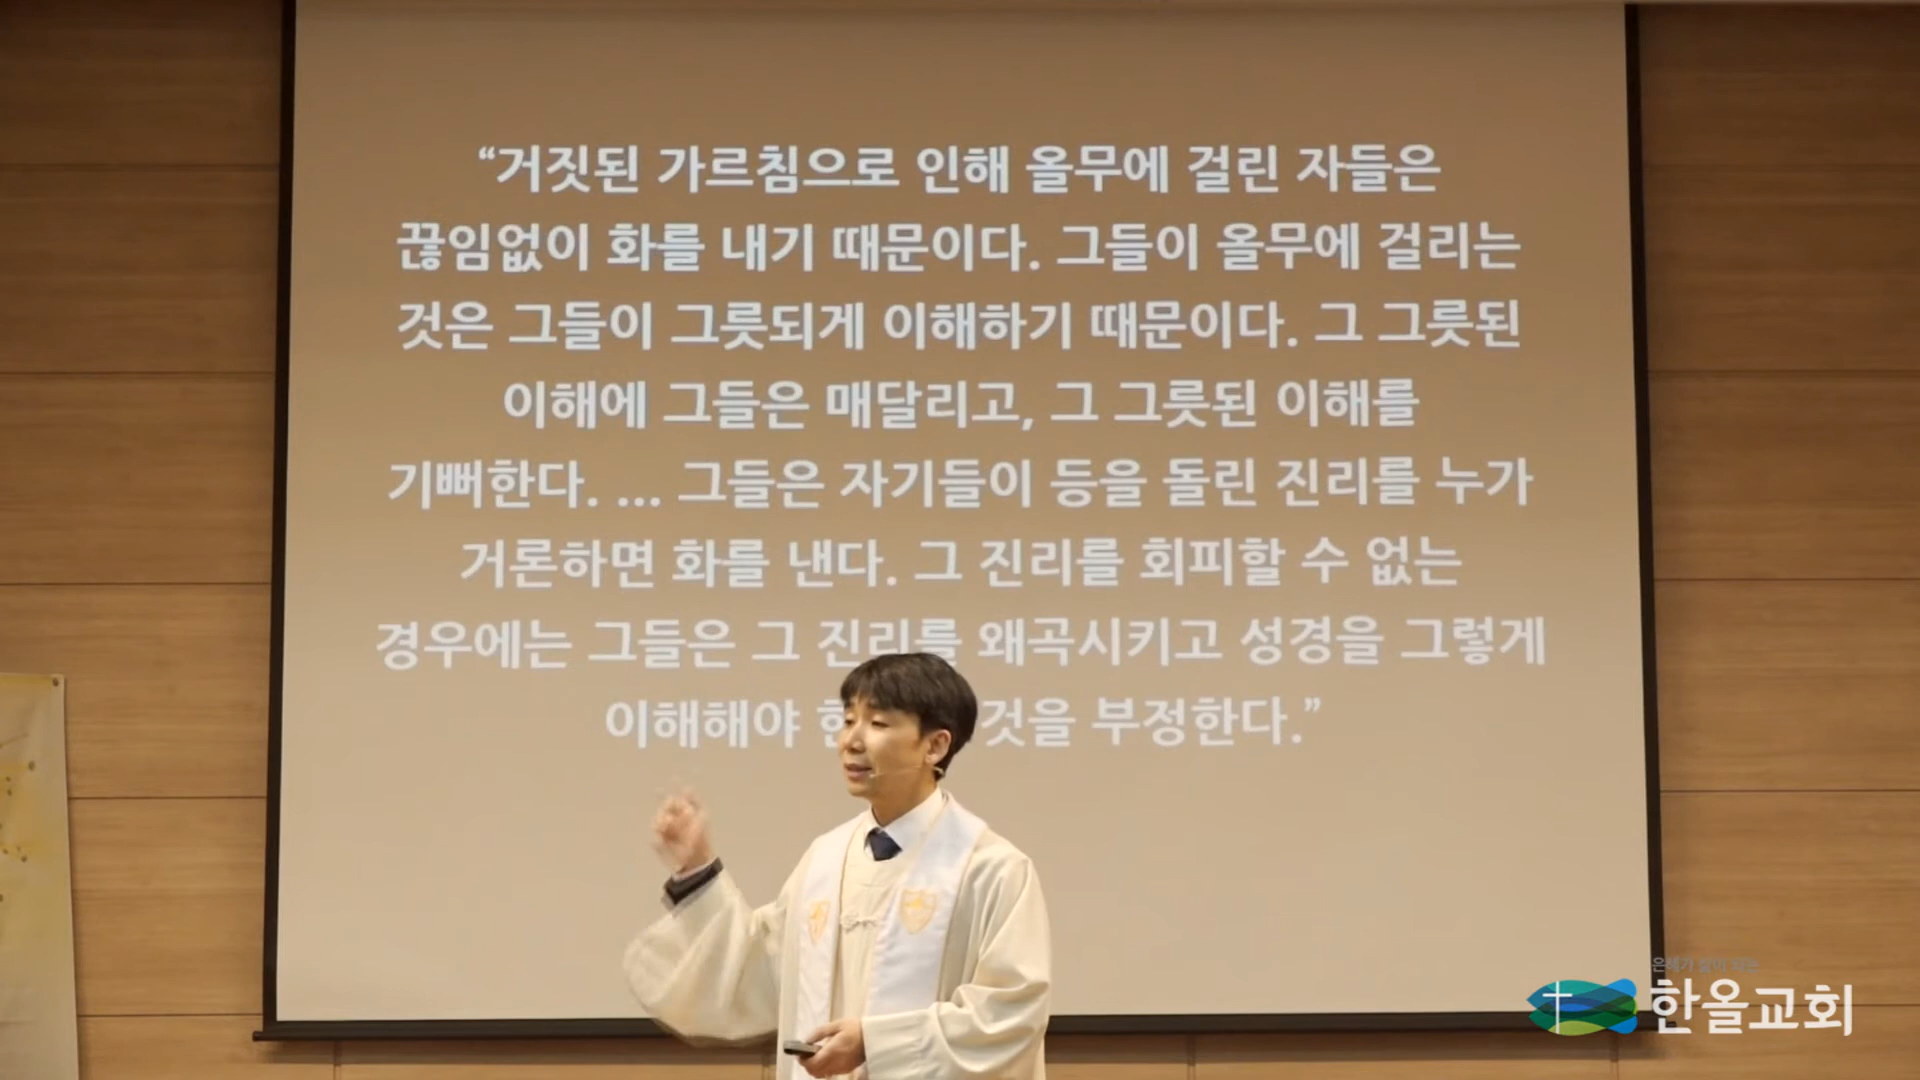 “거짓된 가르침으로 인해 올무에 걸린 자들은
끊임없이 화를 내기 때문이다. 그들이 올무에 걸리는
것은 그들이 그릇되게 이해하기 때문이다. 그 그릇된
이해에 그들은 매달리고, 그 그릇된 이해를
기뻐한다. ... 그들은 자기들이 등을 돌린 진리를 누가
거론하면 화를 낸다. 그 진리를 회피할 수 없는
경우에는 그들은 그 진리를 왜곡시키고 성경을 그렇게
이해해야 것을 부정한다.”
한올교회